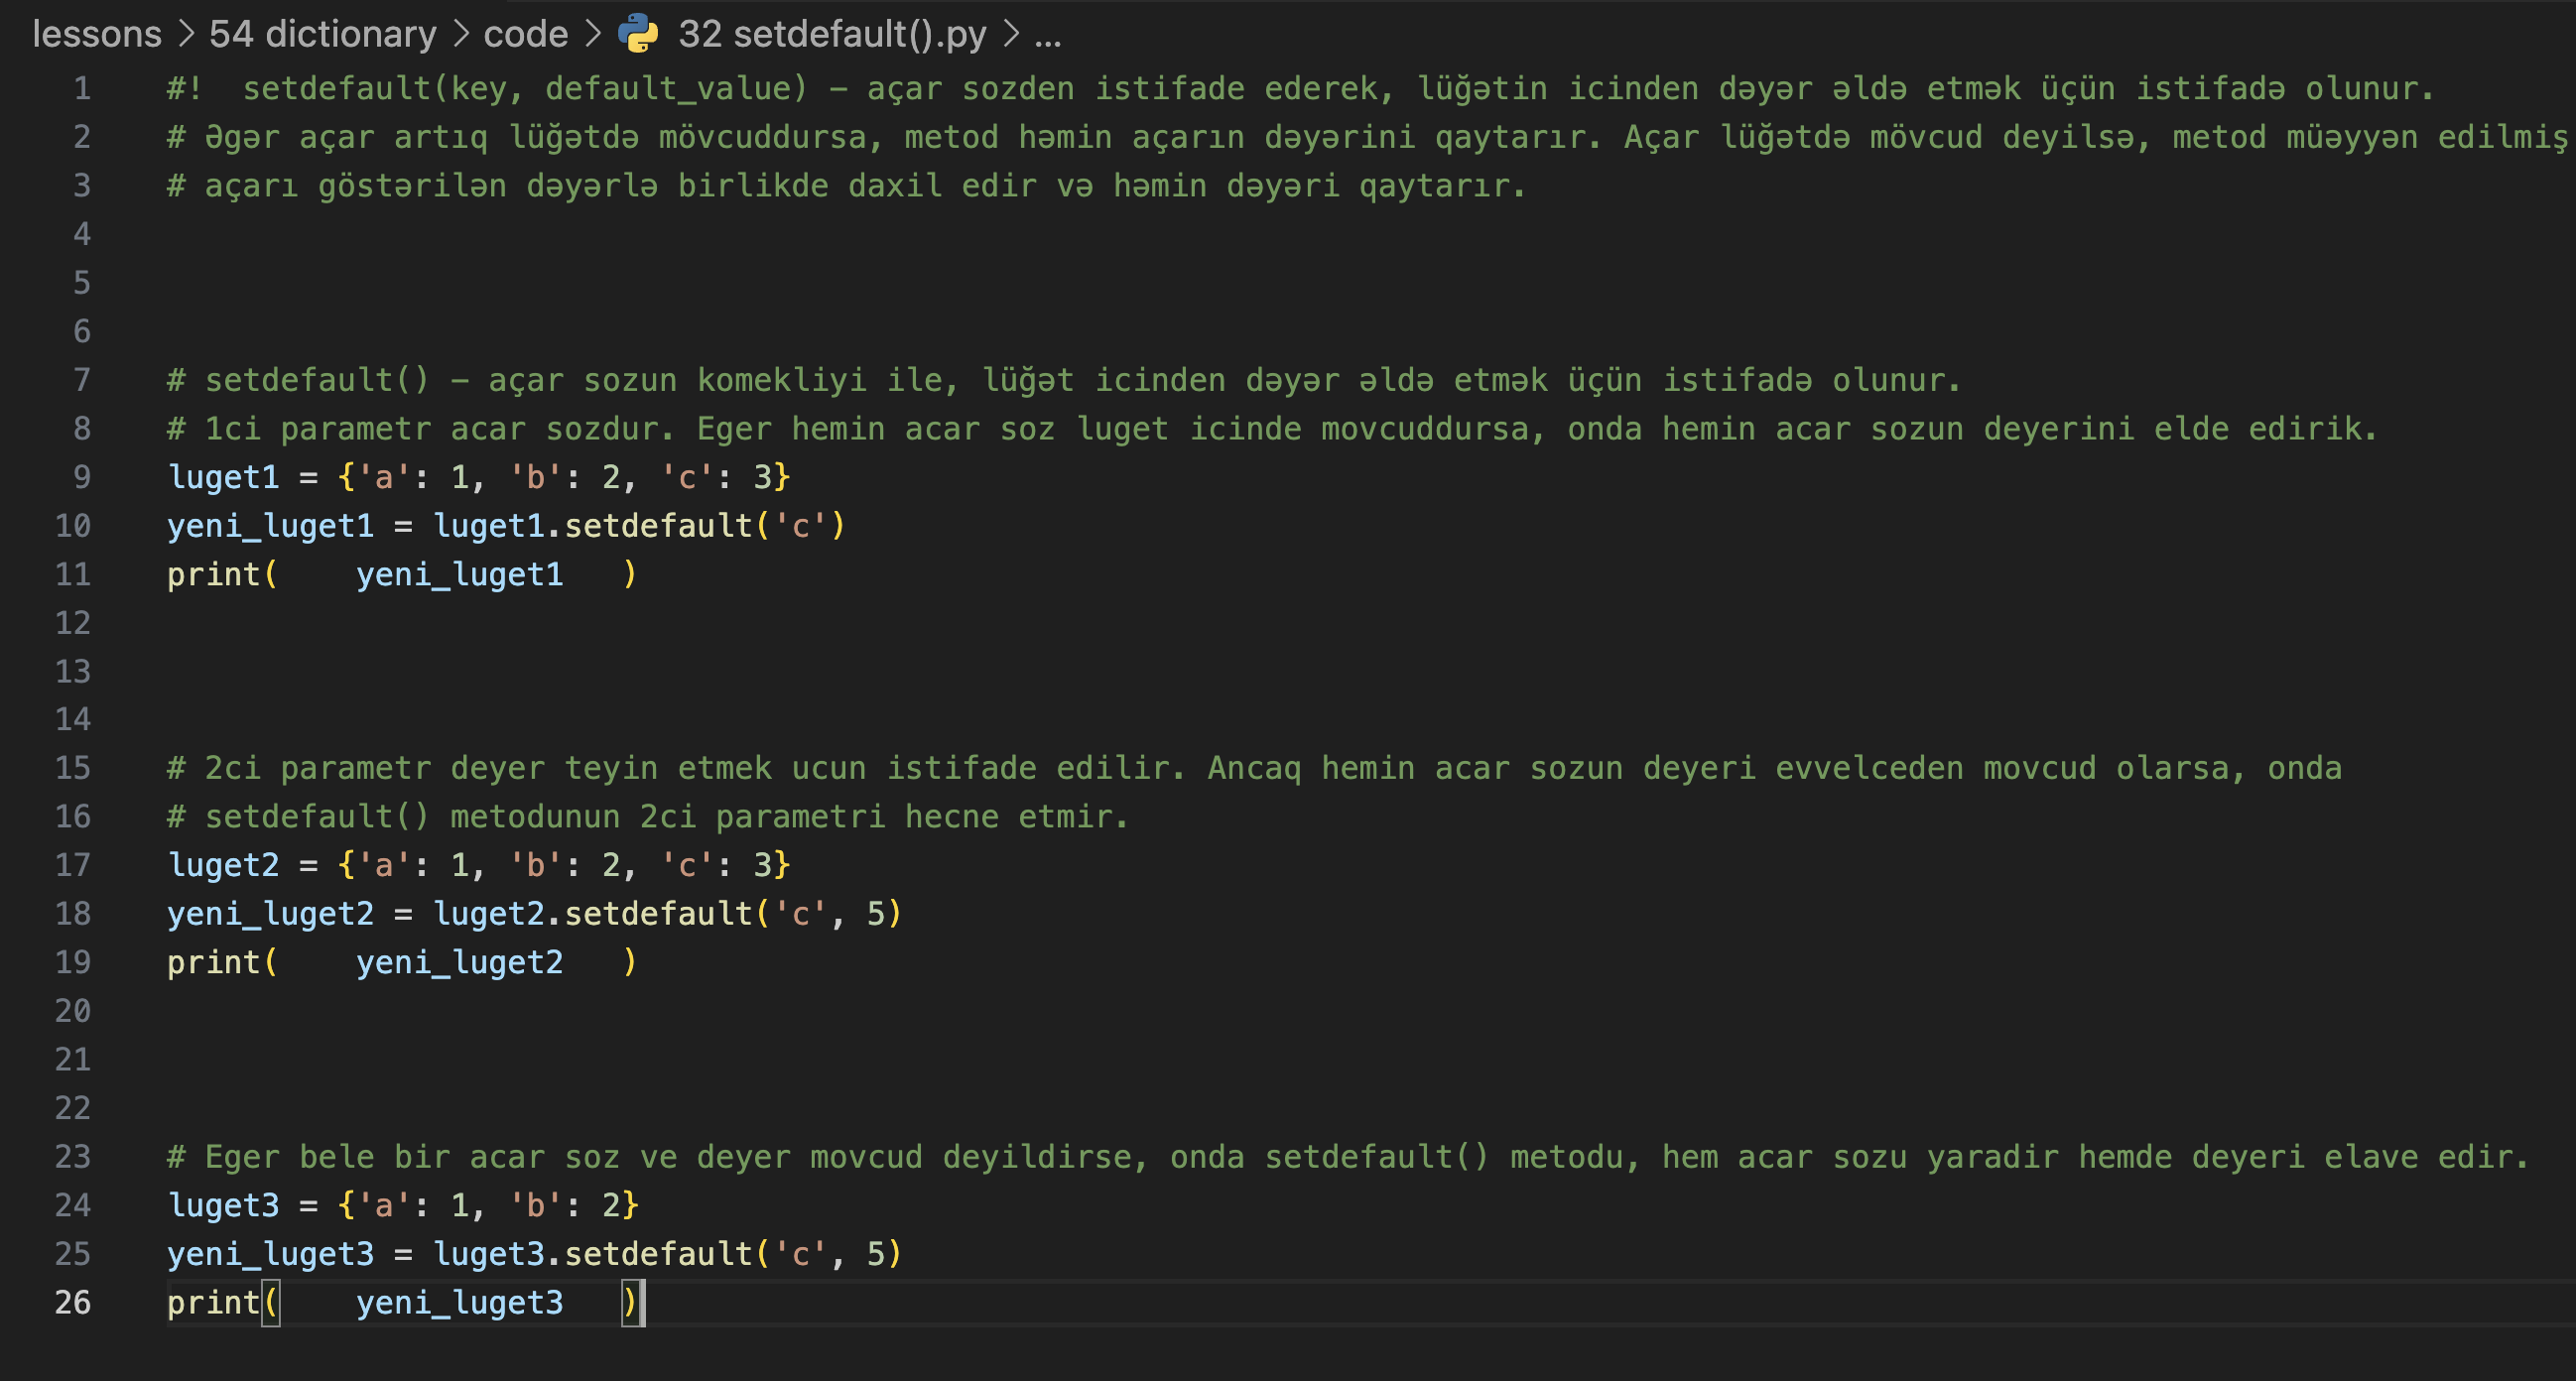 lessons > 54 dictionary > code > 32 setdefault().py > ...
1 #!  setdefault(key, default_value) – açar sozden istifade ederek, lüğətin icinden dəyər əldə etmək üçün istifadə olunur.
2 # Əgər açar artıq lüğətdə mövcuddursa, metod həmin açarın dəyərini qaytarır. Açar lüğətdə mövcud deyilsə, metod müəyyən edilmiş
3 # açarı göstərilən dəyərlə birlikde daxil edir və həmin dəyəri qaytarır.
4
5
6
7 # setdefault() – açar sozun komekliyi ile, lüğət icinden dəyər əldə etmək üçün istifadə olunur.
8 # 1ci parametr acar sozdur. Eger hemin acar soz luget icinde movcuddursa, onda hemin acar sozun deyerini elde edirik.
9 luget1 = {'a': 1, 'b': 2, 'c': 3}
10 yeni_luget1 = luget1.setdefault('c')
11 print(    yeni_luget1   )
12
13
14
15 # 2ci parametr deyer teyin etmek ucun istifade edilir. Ancaq hemin acar sozun deyeri evvelceden movcud olarsa, onda
16 # setdefault() metodunun 2ci parametri hecne etmir.
17 luget2 = {'a': 1, 'b': 2, 'c': 3}
18 yeni_luget2 = luget2.setdefault('c', 5)
19 print(    yeni_luget2   )
20
21
22
23 # Eger bele bir acar soz ve deyer movcud deyildirse, onda setdefault() metodu, hem acar sozu yaradir hemde deyeri elave edir.
24 luget3 = {'a': 1, 'b': 2}
25 yeni_luget3 = luget3.setdefault('c', 5)
26 print(    yeni_luget3   )